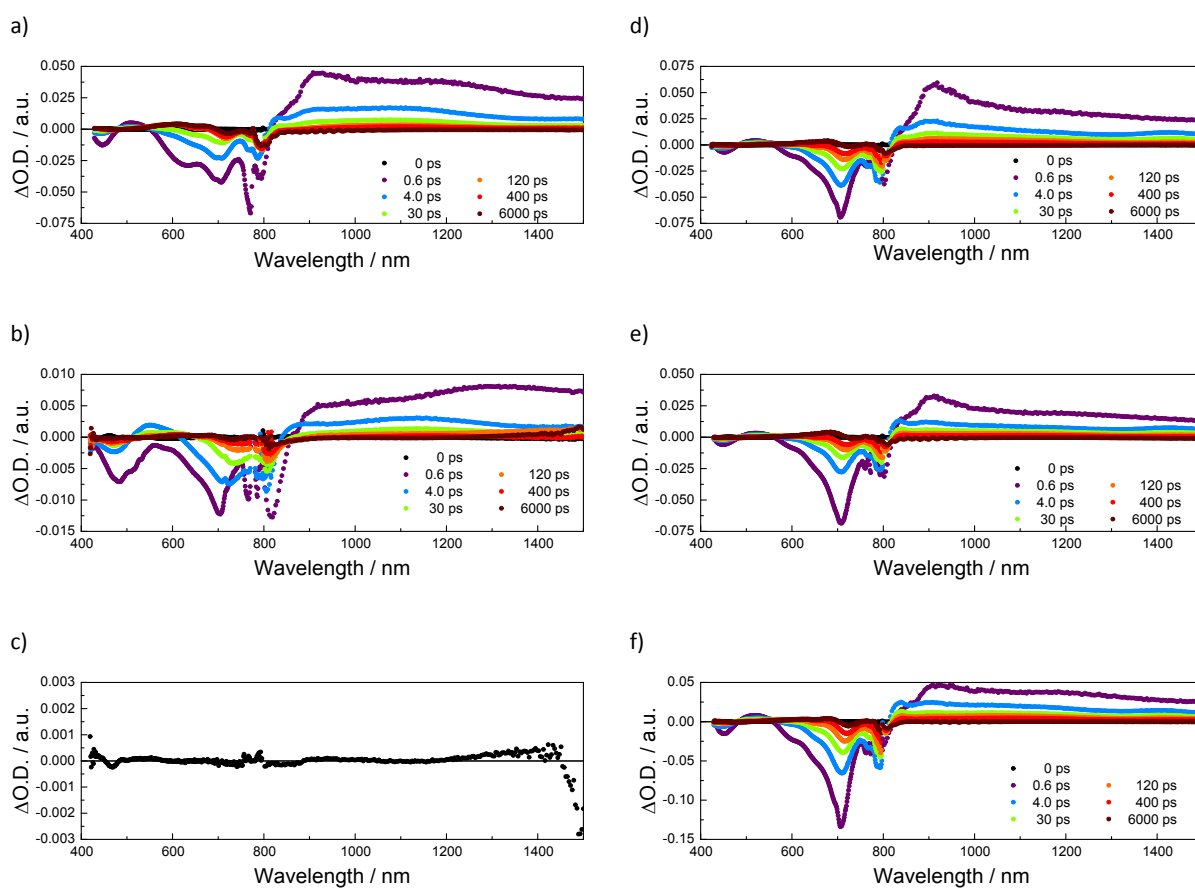 a)
0.050
0.025
0.000
-0.025
-0.050
-0.075
ΔO.D. / a.u.
0 ps
0.6 ps 120 ps
4.0 ps 400 ps
30 ps 6000 ps
400 600 800 1000 1200 1400
Wavelength / nm
b)
0.010
0.005
0.000
-0.005
-0.010
-0.015
ΔO.D. / a.u.
0 ps
0.6 ps 120 ps
4.0 ps 400 ps
30 ps 6000 ps
400 600 800 1000 1200 1400
Wavelength / nm
c)
0.003
0.002
0.001
0.000
-0.001
-0.002
-0.003
ΔO.D. / a.u.
400 600 800 1000 1200 1400
Wavelength / nm
d)
0.075
0.050
0.025
0.000
-0.025
-0.050
-0.075
ΔO.D. / a.u.
0 ps
0.6 ps 120 ps
4.0 ps 400 ps
30 ps 6000 ps
400 600 800 1000 1200 1400
Wavelength / nm
e)
0.050
0.025
0.000
-0.025
-0.050
-0.075
ΔO.D. / a.u.
0 ps
0.6 ps 120 ps
4.0 ps 400 ps
30 ps 6000 ps
400 600 800 1000 1200 1400
Wavelength / nm
f)
0.05
0.00
-0.05
-0.10
-0.15
ΔO.D. / a.u.
0 ps
0.6 ps 120 ps
4.0 ps 400 ps
30 ps 6000 ps
400 600 800 1000 1200 1400
Wavelength / nm